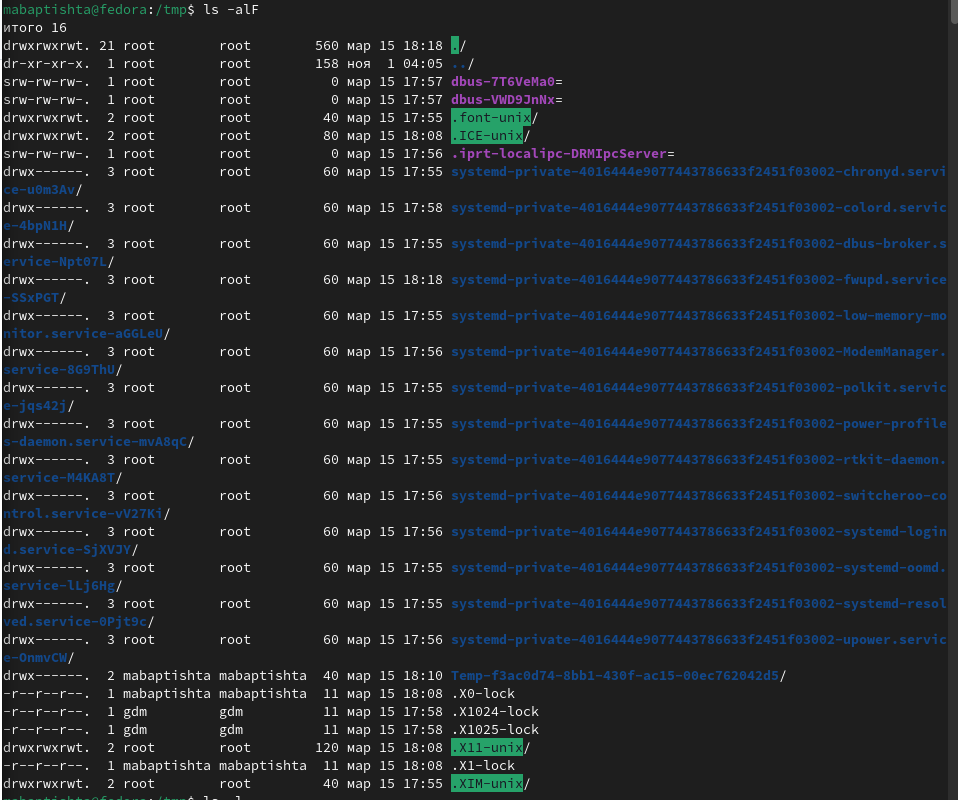 mabaptishta@fedora:/tmp$ ls -alF
итого 16
drwxrwxrwt. 21 root        root        560 мар 15 18:18 ./
dr-xr-xr-x.  1 root        root        158 ноя  1 04:05 ../
srw-rw-rw-.  1 root        root          0 мар 15 17:57 dbus-7T6VeMa0=
srw-rw-rw-.  1 root        root          0 мар 15 17:57 dbus-VWD9JnNx=
drwxrwxrwt.  2 root        root         40 мар 15 17:55 .font-unix/
drwxrwxrwt.  2 root        root         80 мар 15 18:08 .ICE-unix/
srw-rw-rw-.  1 root        root          0 мар 15 17:56 .iprt-localipc-DRMIpcServer=
drwx------.  3 root        root         60 мар 15 17:55 systemd-private-4016444e9077443786633f2451f03002-chronyd.servi
ce-u0m3Av/
drwx------.  3 root        root         60 мар 15 17:58 systemd-private-4016444e9077443786633f2451f03002-colord.servic
e-4bpN1H/
drwx------.  3 root        root         60 мар 15 17:55 systemd-private-4016444e9077443786633f2451f03002-dbus-broker.s
ervice-Npt07L/
drwx------.  3 root        root         60 мар 15 18:18 systemd-private-4016444e9077443786633f2451f03002-fwupd.service
-SSxPGT/
drwx------.  3 root        root         60 мар 15 17:55 systemd-private-4016444e9077443786633f2451f03002-low-memory-mo
nitor.service-aGGLeU/
drwx------.  3 root        root         60 мар 15 17:56 systemd-private-4016444e9077443786633f2451f03002-ModemManager.
service-8G9ThU/
drwx------.  3 root        root         60 мар 15 17:55 systemd-private-4016444e9077443786633f2451f03002-polkit.servic
e-jqs42j/
drwx------.  3 root        root         60 мар 15 17:55 systemd-private-4016444e9077443786633f2451f03002-power-profile
s-daemon.service-mvA8qC/
drwx------.  3 root        root         60 мар 15 17:55 systemd-private-4016444e9077443786633f2451f03002-rtkit-daemon.
service-M4KA8T/
drwx------.  3 root        root         60 мар 15 17:56 systemd-private-4016444e9077443786633f2451f03002-switcheroo-co
ntrol.service-vV27Ki/
drwx------.  3 root        root         60 мар 15 17:56 systemd-private-4016444e9077443786633f2451f03002-systemd-login
d.service-SjXVJY/
drwx------.  3 root        root         60 мар 15 17:55 systemd-private-4016444e9077443786633f2451f03002-systemd-oomd.
service-lLj6Hg/
drwx------.  3 root        root         60 мар 15 17:55 systemd-private-4016444e9077443786633f2451f03002-systemd-resol
ved.service-0Pjt9c/
drwx------.  3 root        root         60 мар 15 17:56 systemd-private-4016444e9077443786633f2451f03002-upower.servic
e-OnmvCW/
drwx------.  2 mabaptishta mabaptishta  40 мар 15 18:10 Temp-f3ac0d74-8bb1-430f-ac15-00ec762042d5/
-r--r--r--.  1 mabaptishta mabaptishta  11 мар 15 18:08 .X0-lock
-r--r--r--.  1 gdm         gdm          11 мар 15 17:58 .X1024-lock
-r--r--r--.  1 gdm         gdm          11 мар 15 17:58 .X1025-lock
drwxrwxrwt.  2 root        root        120 мар 15 18:08 .X11-unix/
-r--r--r--.  1 mabaptishta mabaptishta  11 мар 15 18:08 .X1-lock
drwxrwxrwt.  2 root        root         40 мар 15 17:55 .XIM-unix/